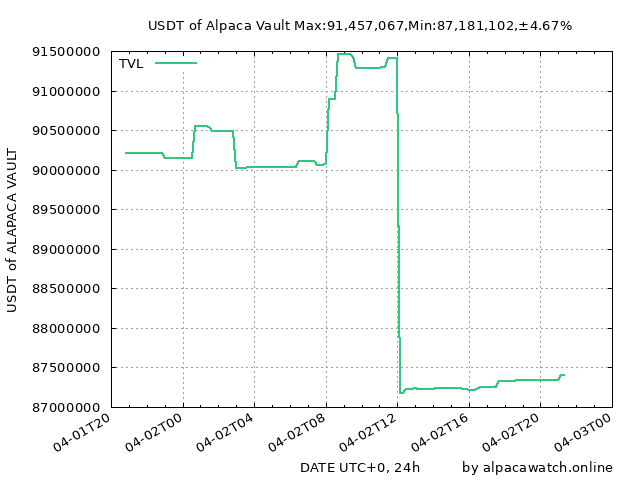 USDT of Alpaca Vault Max:91,457,067,Min:87,181,102,±4.67%
TVL
91500000
91000000
90500000
90000000
89500000
89000000
88500000
88000000
87500000
87000000
USDT of ALAPACA VAULT
04-01T20
04-02T00
04-02T04
04-02T08
04-02T12
04-02T16
04-02T20
04-03T00
DATE UTC+0, 24h
by alpacawatch.online